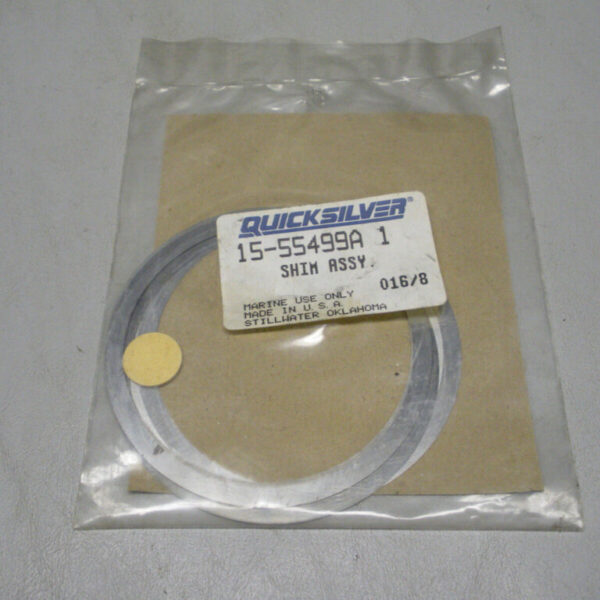 QUICKSILVER®
15-55499A 1
SHIM ASSY.
016/8
MARINE USE ONLY
MADE IN U.S.A.
STILLWATER OKLAHOMA